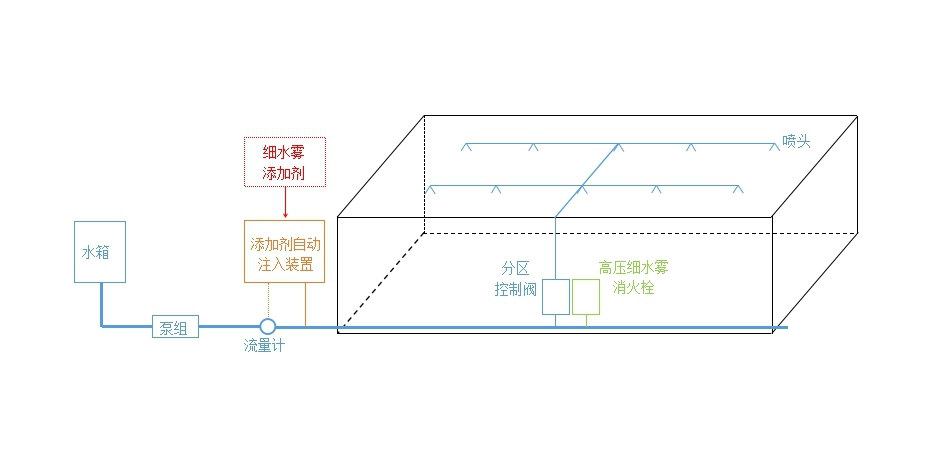 喷头
细水雾
添加剂
水箱
添加剂自动
注入装置
分区
控制阀
高压细水雾
消火栓
泵组
流量计